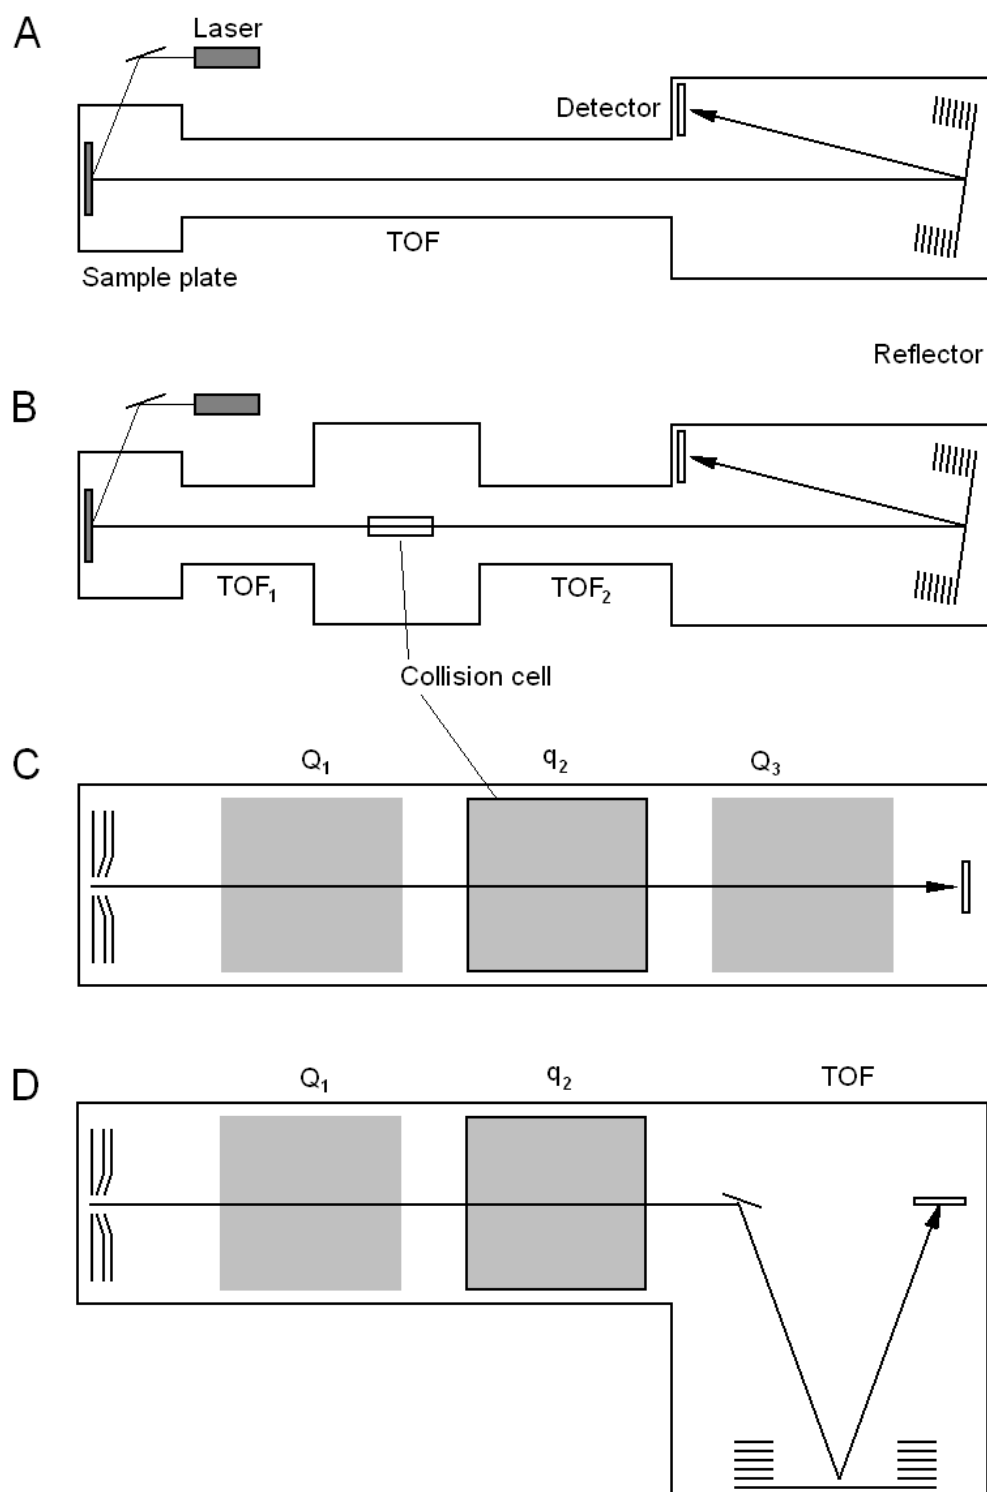 A
Laser
Detector
TOF
Sample plate
Reflector
B
TOF₁
TOF₂
Collision cell
C
Q₁
q₂
Q₃
D
Q₁
q₂
TOF